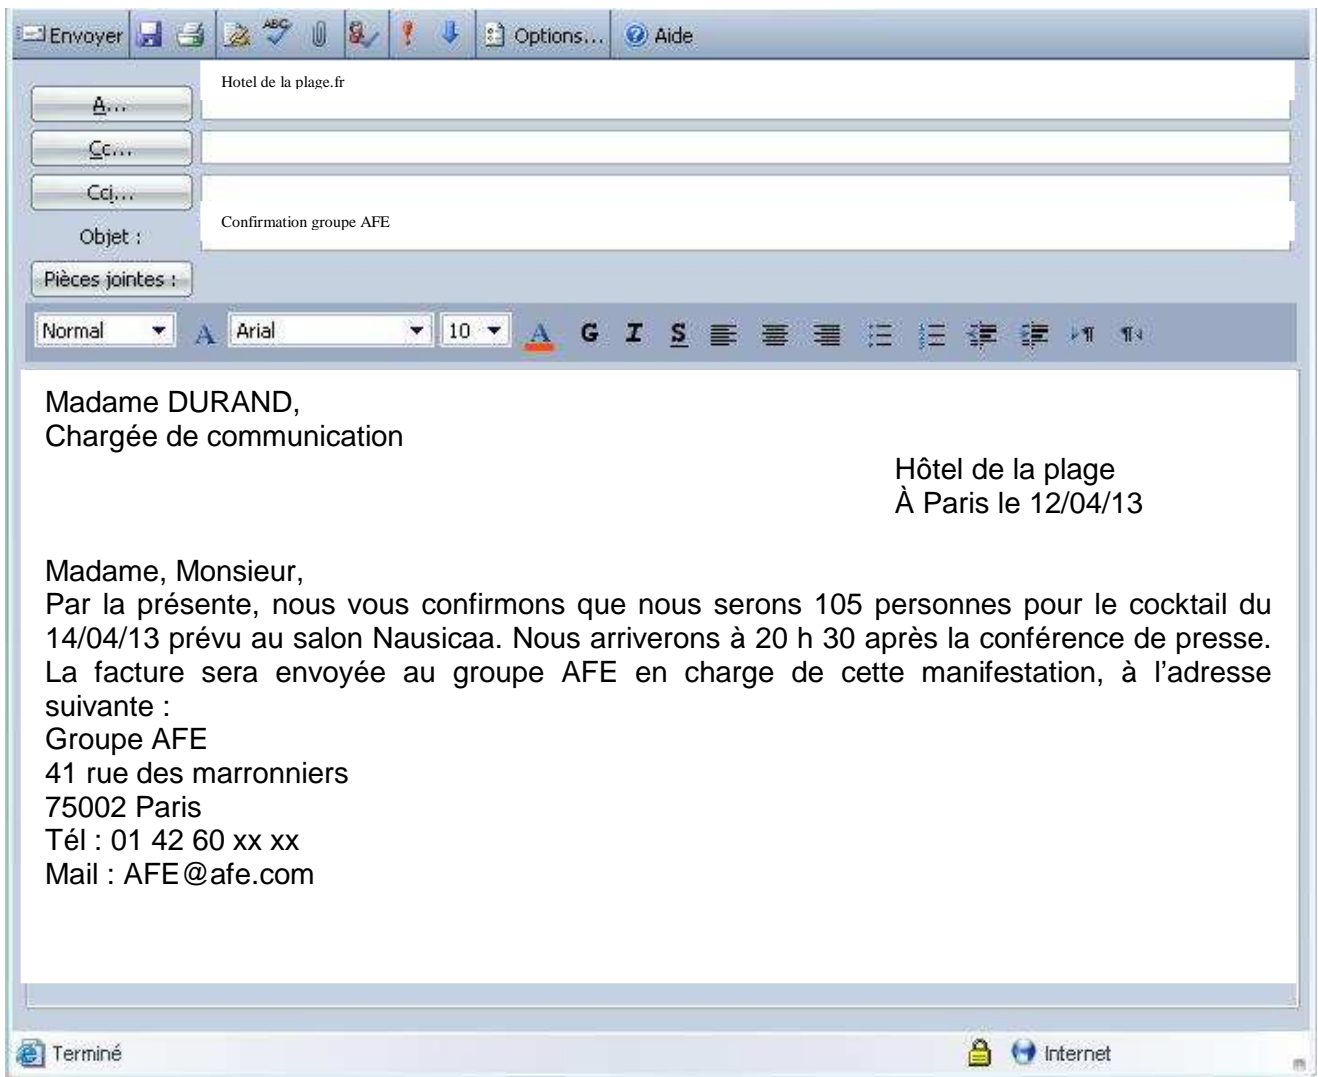 Envoyer ABC Options... Aide
A... Hotel de la plage.fr
Cc...
Cci...
Objet : Confirmation groupe AFE
Pièces jointes :
Normal A Arial 10 A G I S
Madame DURAND,
Chargée de communication
Hôtel de la plage
À Paris le 12/04/13
Madame, Monsieur,
Par la présente, nous vous confirmons que nous serons 105 personnes pour le cocktail du
14/04/13 prévu au salon Nausicaa. Nous arriverons à 20 h 30 après la conférence de presse.
La facture sera envoyée au groupe AFE en charge de cette manifestation, à l’adresse
suivante :
Groupe AFE
41 rue des marronniers
75002 Paris
Tél : 01 42 60 xx xx
Mail : AFE@afe.com
Terminé Internet